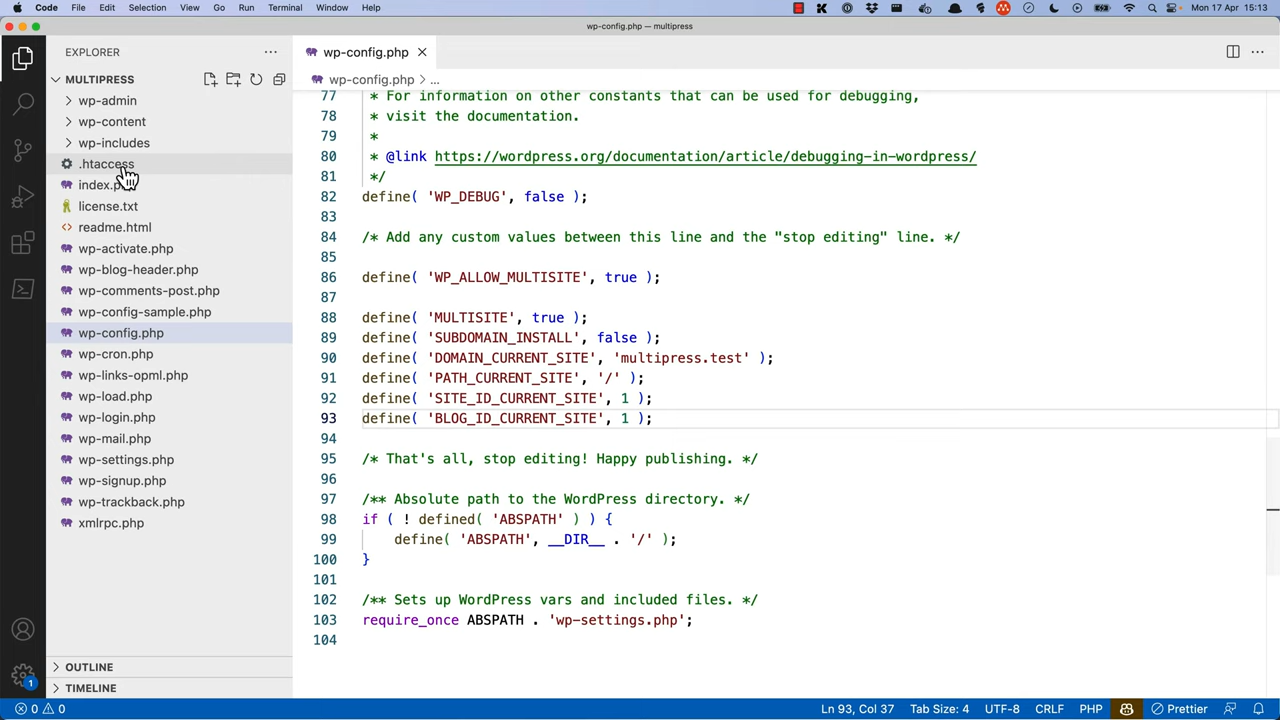 Code File Edit Selection View Go Run Terminal Window Help Mon 17 Apr 15:13
wp-config.php — multipress
EXPLORER
MULTIPRESS
wp-admin
wp-content
wp-includes
.htaccess
license.txt
readme.html
wp-activate.php
wp-blog-header.php
wp-comments-post.php
wp-config-sample.php
wp-config.php
wp-cron.php
wp-links-opml.php
wp-load.php
wp-login.php
wp-mail.php
wp-settings.php
wp-signup.php
wp-trackback.php
xmlrpc.php
OUTLINE
TIMELINE
wp-config.php
wp-config.php > ...
77 * For information on other constants that can be used for debugging,
78 * visit the documentation.
79 *
80 * @link https://wordpress.org/documentation/article/debugging-in-wordpress/
81 */
82 define( 'WP_DEBUG', false );
83
84 /* Add any custom values between this line and the "stop editing" line. */
85
86 define( 'WP_ALLOW_MULTISITE', true );
87
88 define( 'MULTISITE', true );
89 define( 'SUBDOMAIN_INSTALL', false );
90 define( 'DOMAIN_CURRENT_SITE', 'multipress.test' );
91 define( 'PATH_CURRENT_SITE', '/' );
92 define( 'SITE_ID_CURRENT_SITE', 1 );
93 define( 'BLOG_ID_CURRENT_SITE', 1 );
94
95 /* That's all, stop editing! Happy publishing. */
96
97 /** Absolute path to the WordPress directory. */
98 if ( ! defined( 'ABSPATH' ) ) {
99 define( 'ABSPATH', __DIR__ . '/' );
100 }
101
102 /** Sets up WordPress vars and included files. */
103 require_once ABSPATH . 'wp-settings.php';
104
1
0 0 Ln 93, Col 37 Tab Size: 4 UTF-8 CRLF PHP Prettier